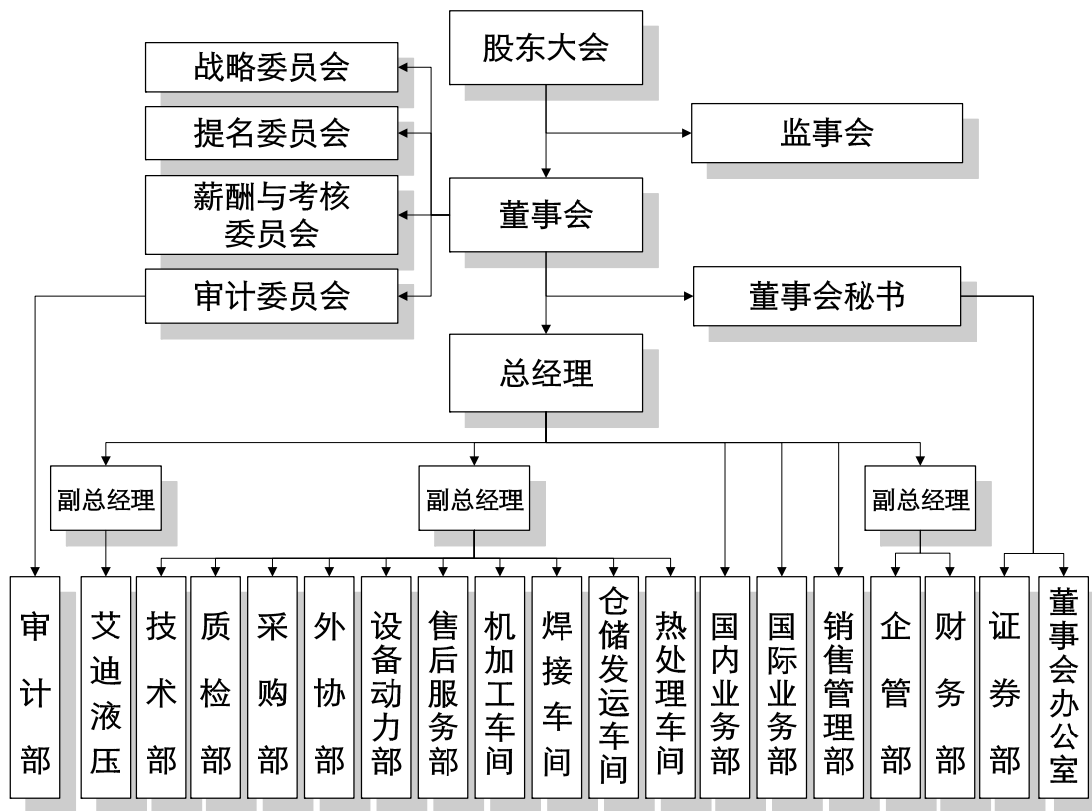 股东大会
战略委员会
提名委员会
监事会
薪酬与考核
委员会
董事会
审计委员会
董事会秘书
总经理
副总经理
副总经理
副总经理
审计部
艾迪液压
技术部
质检部
采购部
外协部
设备动力部
售后服务部
机加工车间
焊接车间
仓储发运车间
热处理车间
国内业务部
国际业务部
销售管理部
企管部
财务部
证券部
董事会办公室